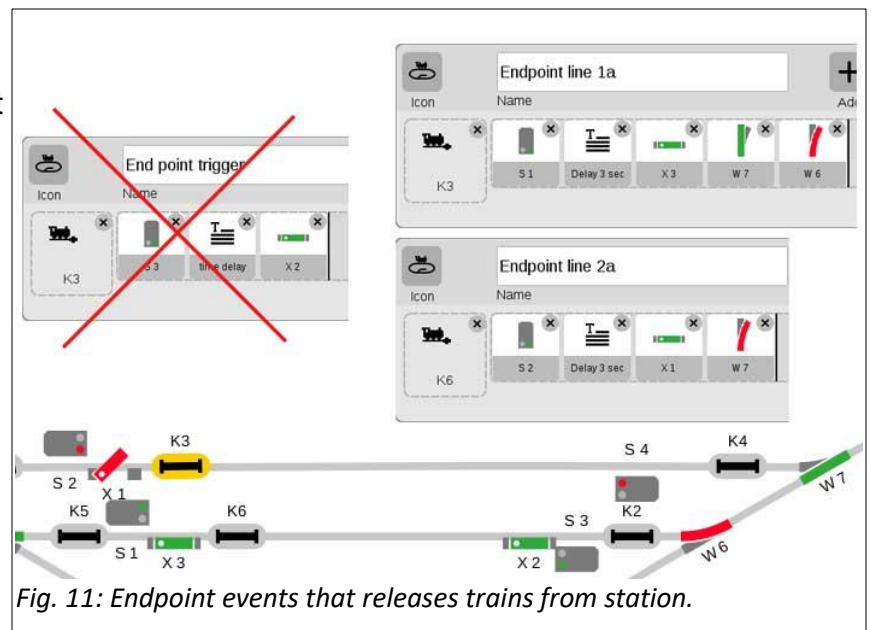 t
Endpoint line 1a
Icon
Name
Add
K3
S 1
Delay 3 sec
X 3
W 7
W 6
End point trigger
Icon
Name
K3
S 3
time delay
X 2
Endpoint line 2a
Icon
Name
K6
S 2
Delay 3 sec
X 1
W 7
K3
S 4
K4
S 2
X 1
W 7
K5
K6
S 3
K2
S 1
X 3
X 2
W 6
Fig. 11: Endpoint events that releases trains from station.